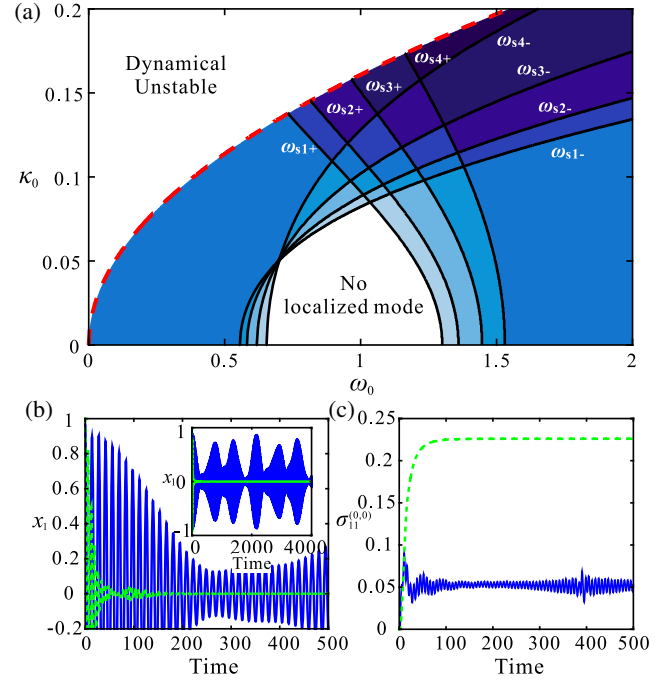 (a)
0.2
0.15
0.1
0.05
0
κ₀
Dynamical
Unstable
ωs4-
ωs4+
ωs3+
ωs3-
ωs2+
ωs2-
ωs1+
ωs1-
No
localized mode
0 0.5 1 1.5 2
ω₀
(b)
1
0.8
0.6
0.4
0.2
0
-0.2
x₁
1
0
-1
x₁
0 2000 4000
Time
0 100 200 300 400 500
Time
(c)
0.25
0.20
0.15
0.10
0.05
0.00
σ₁₁⁽⁰,⁰⁾
0 100 200 300 400 500
Time